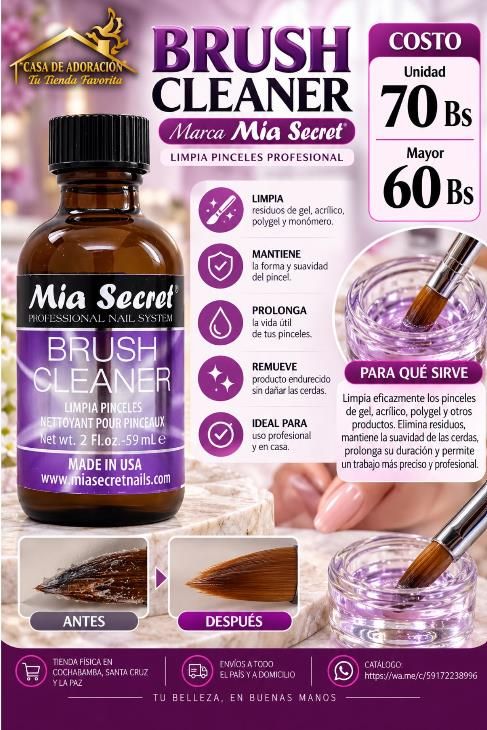 CASA DE ADORACIÓN
Tu Tienda Favorita
BRUSH
CLEANER
Marca Mia Secret®
LIMPIA PINCELES PROFESIONAL
COSTO
Unidad
70 Bs
Mayor
60 Bs
LIMPIA
residuos de gel, acrílico,
polygel y monómero.
MANTIENE
la forma y suavidad
del pincel.
PROLONGA
la vida útil
de tus pinceles.
REMUEVE
producto endurecido
sin dañar las cerdas.
IDEAL PARA
uso profesional
y en casa.
Mia Secret®
PROFESSIONAL NAIL SYSTEM
BRUSH
CLEANER
LIMPIA PINCELES
NETTOYANT POUR PINCEAUX
Net wt. 2 Fl.oz.-59 mL e
MADE IN USA
www.miasecretnails.com
PARA QUÉ SIRVE
Limpia eficazmente los pinceles
de gel, acrílico, polygel y otros
productos. Elimina residuos,
mantiene la suavidad de las cerdas,
prolonga su duración y permite
un trabajo más preciso y profesional.
ANTES
DESPUÉS
TIENDA FÍSICA EN
COCHABAMBA, SANTA CRUZ
Y LA PAZ
ENVÍOS A TODO
EL PAÍS Y A DOMICILIO
CATÁLOGO:
https://wa.me/c/59172238996
TU BELLEZA, EN BUENAS MANOS